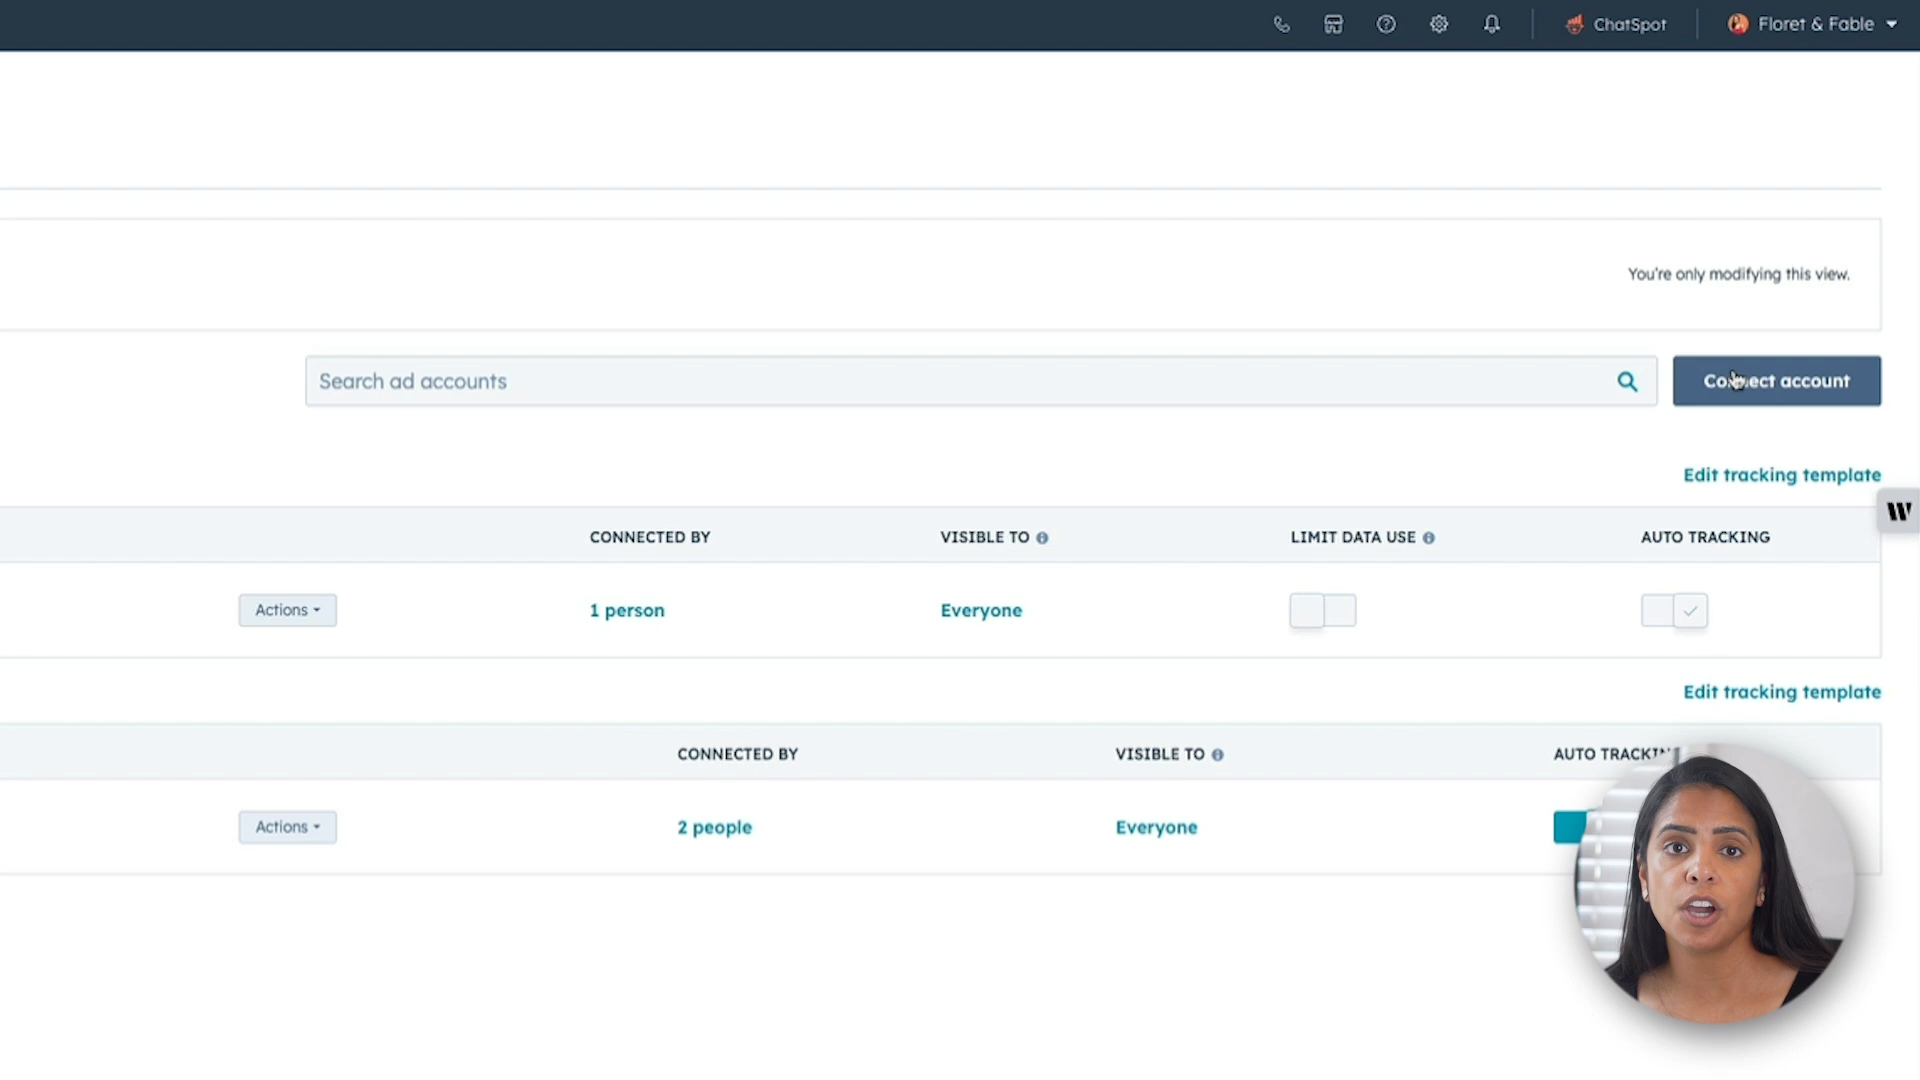 ChatSpot
Floret & Fable
You're only modifying this view.
Search ad accounts
Connect account
Edit tracking template
CONNECTED BY
VISIBLE TO
LIMIT DATA USE
AUTO TRACKING
Actions
1 person
Everyone
Edit tracking template
CONNECTED BY
VISIBLE TO
AUTO TRACKIN
Actions
2 people
Everyone
W